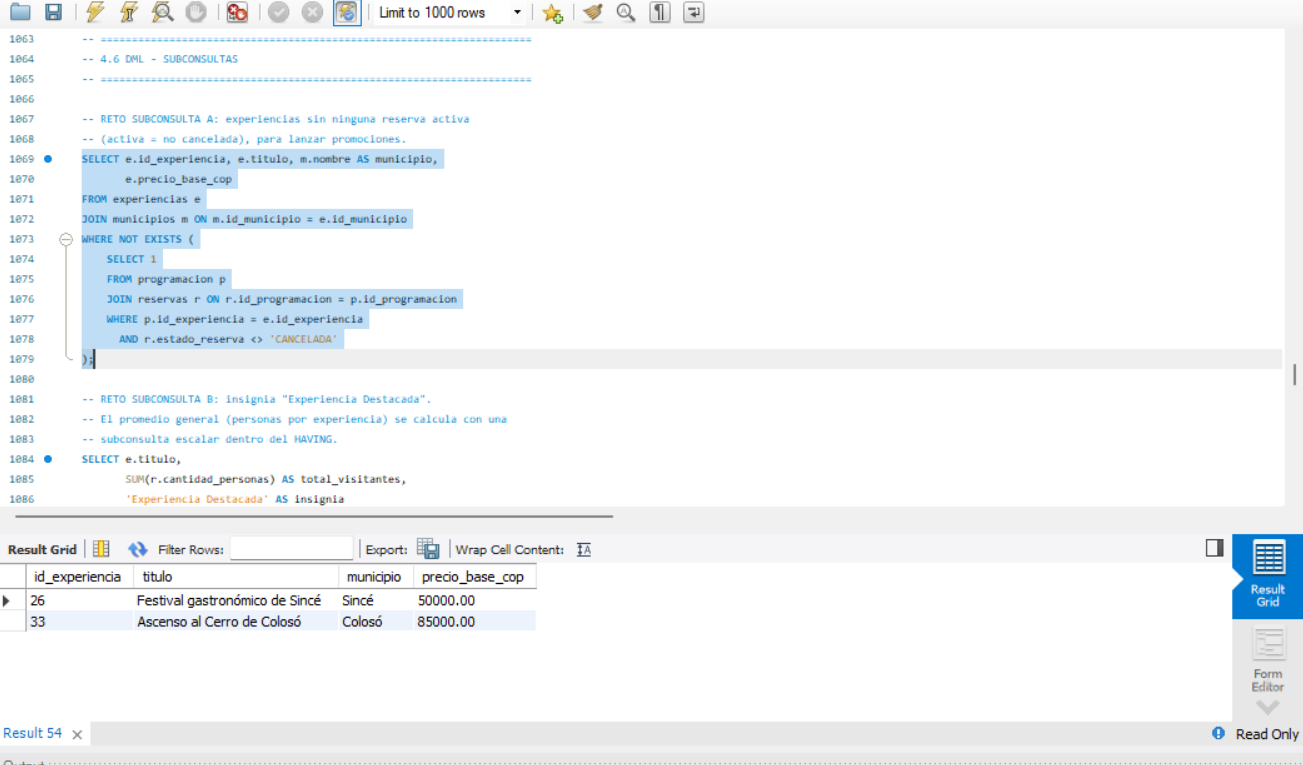 Limit to 1000 rows
1063 -- ====================================================================
1064 -- 4.6 DML - SUBCONSULTAS
1065 -- ====================================================================
1066
1067 -- RETO SUBCONSULTA A: experiencias sin ninguna reserva activa
1068 -- (activa = no cancelada), para lanzar promociones.
1069 SELECT e.id_experiencia, e.titulo, m.nombre AS municipio,
1070 e.precio_base_cop
1071 FROM experiencias e
1072 JOIN municipios m ON m.id_municipio = e.id_municipio
1073 WHERE NOT EXISTS (
1074 SELECT 1
1075 FROM programacion p
1076 JOIN reservas r ON r.id_programacion = p.id_programacion
1077 WHERE p.id_experiencia = e.id_experiencia
1078 AND r.estado_reserva <> 'CANCELADA'
1079 );
1080
1081 -- RETO SUBCONSULTA B: insignia "Experiencia Destacada".
1082 -- El promedio general (personas por experiencia) se calcula con una
1083 -- subconsulta escalar dentro del HAVING.
1084 SELECT e.titulo,
1085 SUM(r.cantidad_personas) AS total_visitantes,
1086 'Experiencia Destacada' AS insignia
Result Grid Filter Rows: Export: Wrap Cell Content:
id_experiencia titulo municipio precio_base_cop
26 Festival gastronómico de Sincé Sincé 50000.00
33 Ascenso al Cerro de Colosó Colosó 85000.00
Result
Grid
Form
Editor
Result 54 Read Only